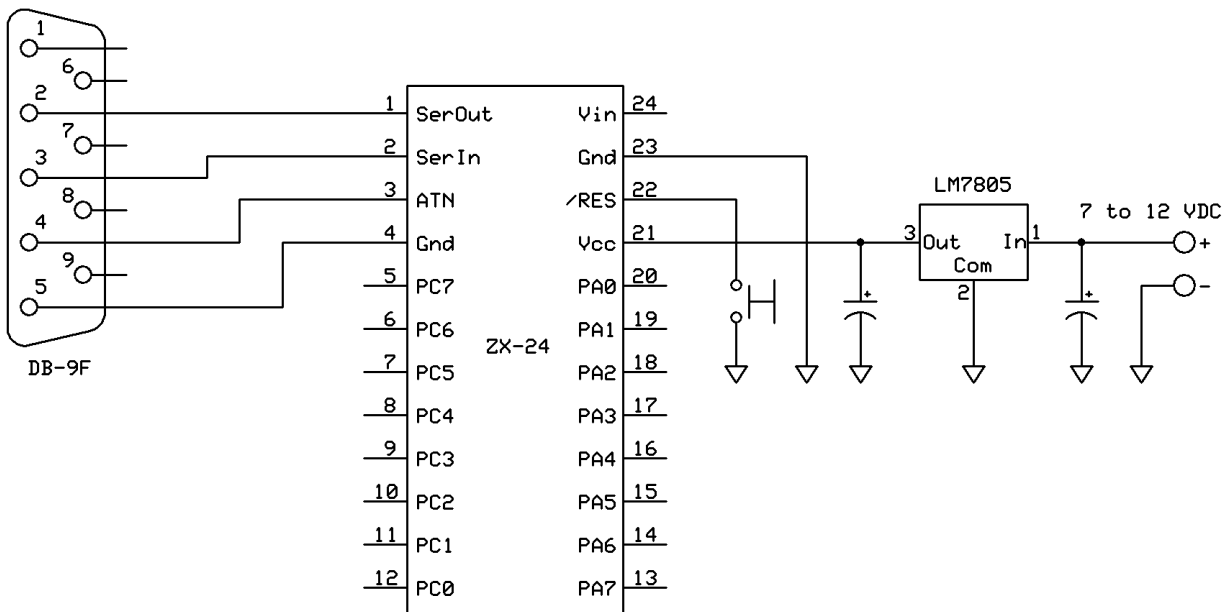 1
6
2
7
3
8
4
9
5
DB-9F
1 SerOut Vin 24
2 SerIn Gnd 23
3 ATN /RES 22
4 Gnd Vcc 21
5 PC7 PA0 20
6 PC6 PA1 19
ZX-24
7 PC5 PA2 18
8 PC4 PA3 17
9 PC3 PA4 16
10 PC2 PA5 15
11 PC1 PA6 14
12 PC0 PA7 13
LM7805
3 Out In 1
Com
2
7 to 12 VDC
+
-
+
+